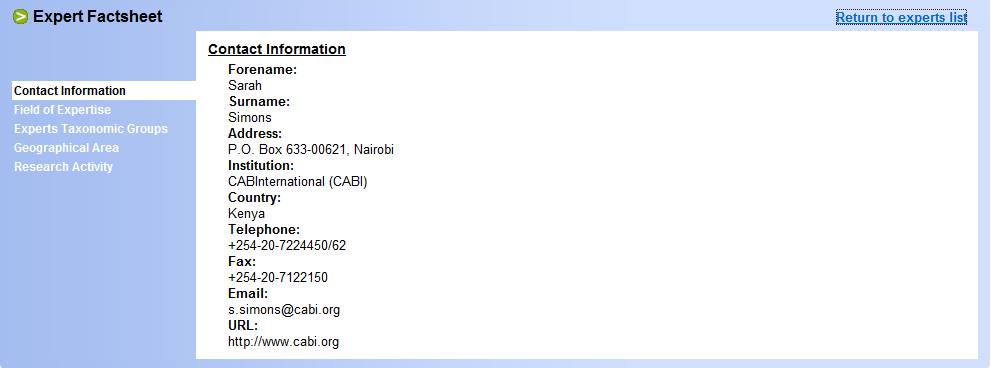 Expert Factsheet
Return to experts list
Contact Information
Field of Expertise
Experts Taxonomic Groups
Geographical Area
Research Activity
Contact Information
Forename:
Sarah
Surname:
Simons
Address:
P.O. Box 633-00621, Nairobi
Institution:
CABInternational (CABI)
Country:
Kenya
Telephone:
+254-20-7224450/62
Fax:
+254-20-7122150
Email:
s.simons@cabi.org
URL:
http://www.cabi.org